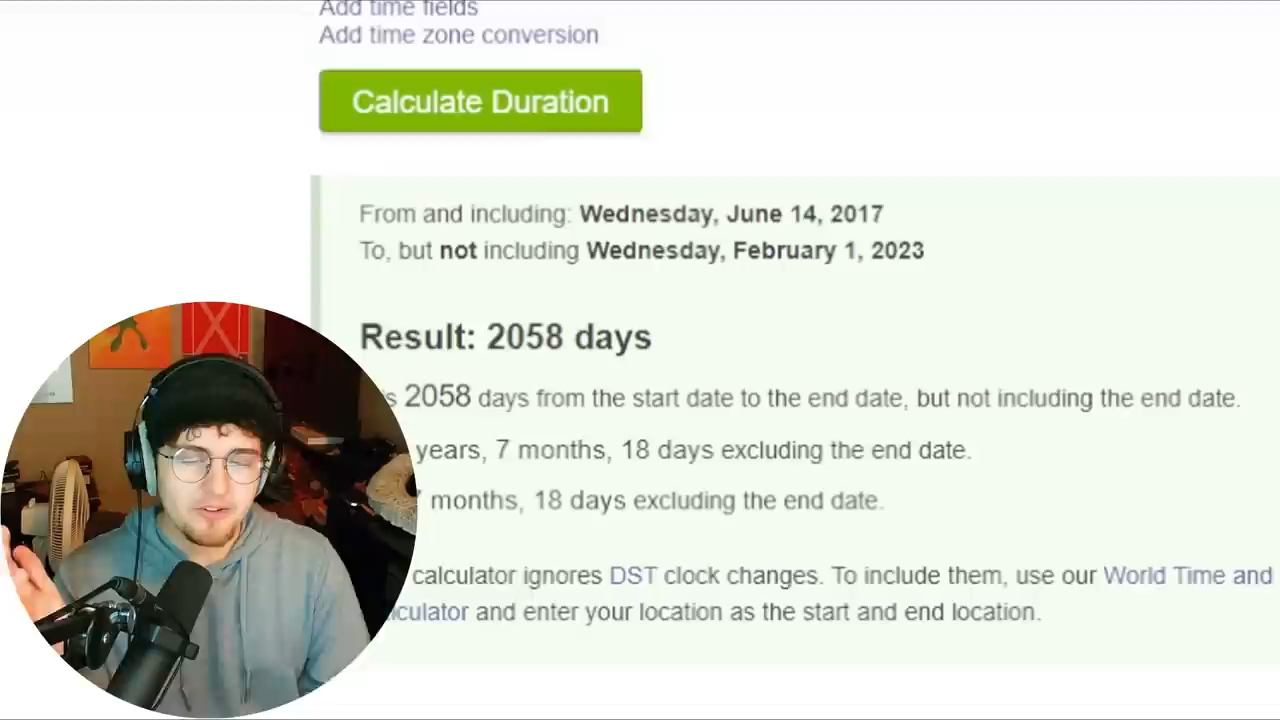 Add time fields
Add time zone conversion
Calculate Duration
From and including: Wednesday, June 14, 2017
To, but not including Wednesday, February 1, 2023
Result: 2058 days
s 2058 days from the start date to the end date, but not including the end date.
years, 7 months, 18 days excluding the end date.
months, 18 days excluding the end date.
calculator ignores DST clock changes. To include them, use our World Time and
culator and enter your location as the start and end location.